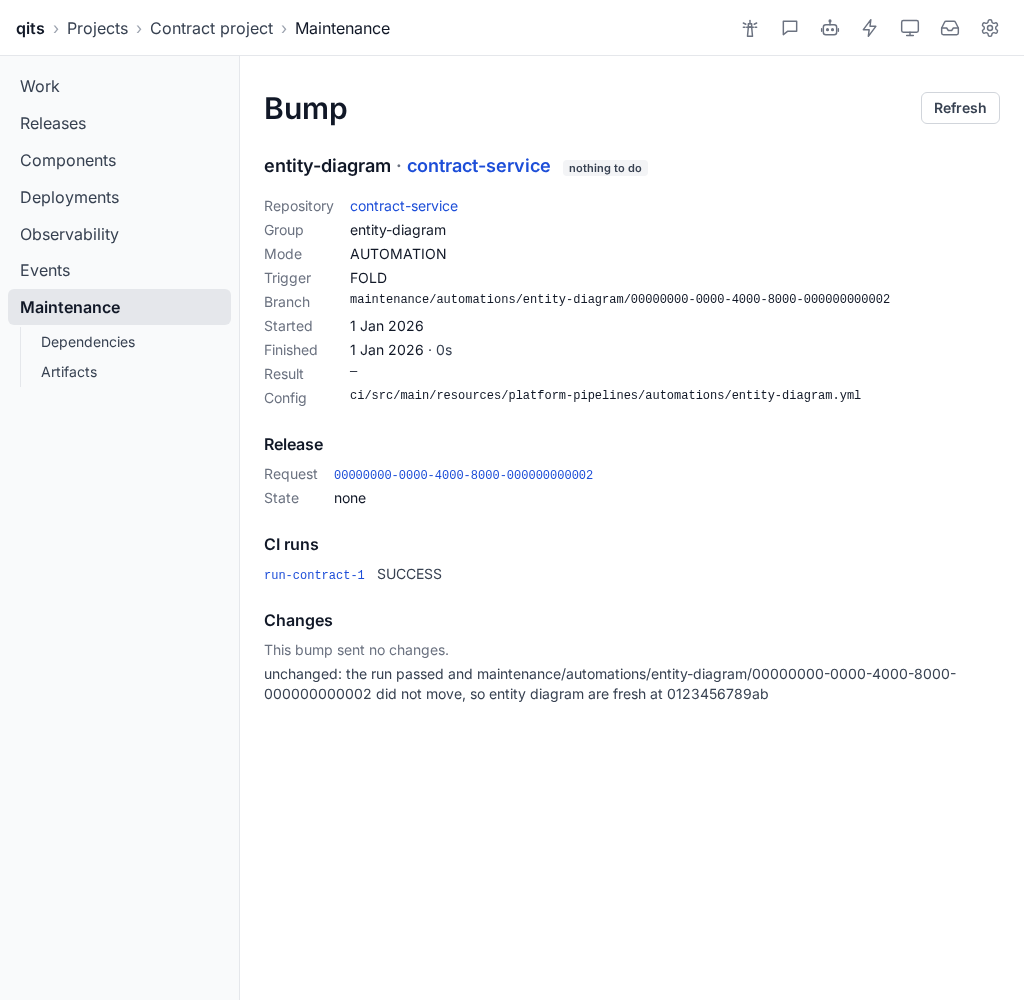 qits › Projects › Contract project › Maintenance
Work
Releases
Components
Deployments
Observability
Events
Maintenance
Dependencies
Artifacts
Bump
Refresh
entity-diagram · contract-service nothing to do
Repository contract-service
Group entity-diagram
Mode AUTOMATION
Trigger FOLD
Branch maintenance/automations/entity-diagram/00000000-0000-4000-8000-000000000002
Started 1 Jan 2026
Finished 1 Jan 2026 · 0s
Result –
Config ci/src/main/resources/platform-pipelines/automations/entity-diagram.yml
Release
Request 00000000-0000-4000-8000-000000000002
State none
CI runs
run-contract-1 SUCCESS
Changes
This bump sent no changes.
unchanged: the run passed and maintenance/automations/entity-diagram/00000000-0000-4000-8000-
000000000002 did not move, so entity diagram are fresh at 0123456789ab